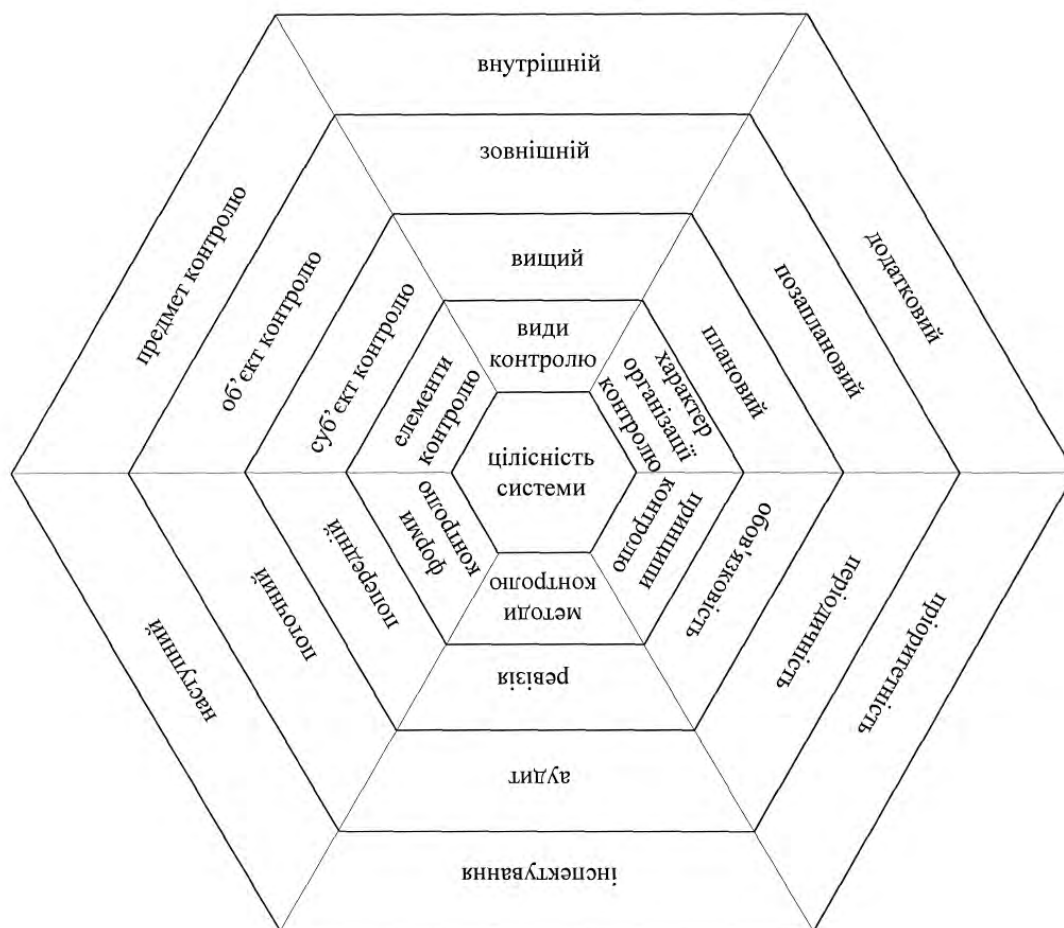 внутрішній
зовнішній
вищий
види
контролю
предмет контролю
об’єкт контролю
суб’єкт контролю
елементи
контролю
характер
організації
контролю
плановий
позаплановий
додатковий
цілісність
системи
форми
контролю
попередній
поточний
наступний
принципи
контролю
обов'язковість
періодичність
пріоритетність
методи
контролю
ревізія
аудит
інспектування